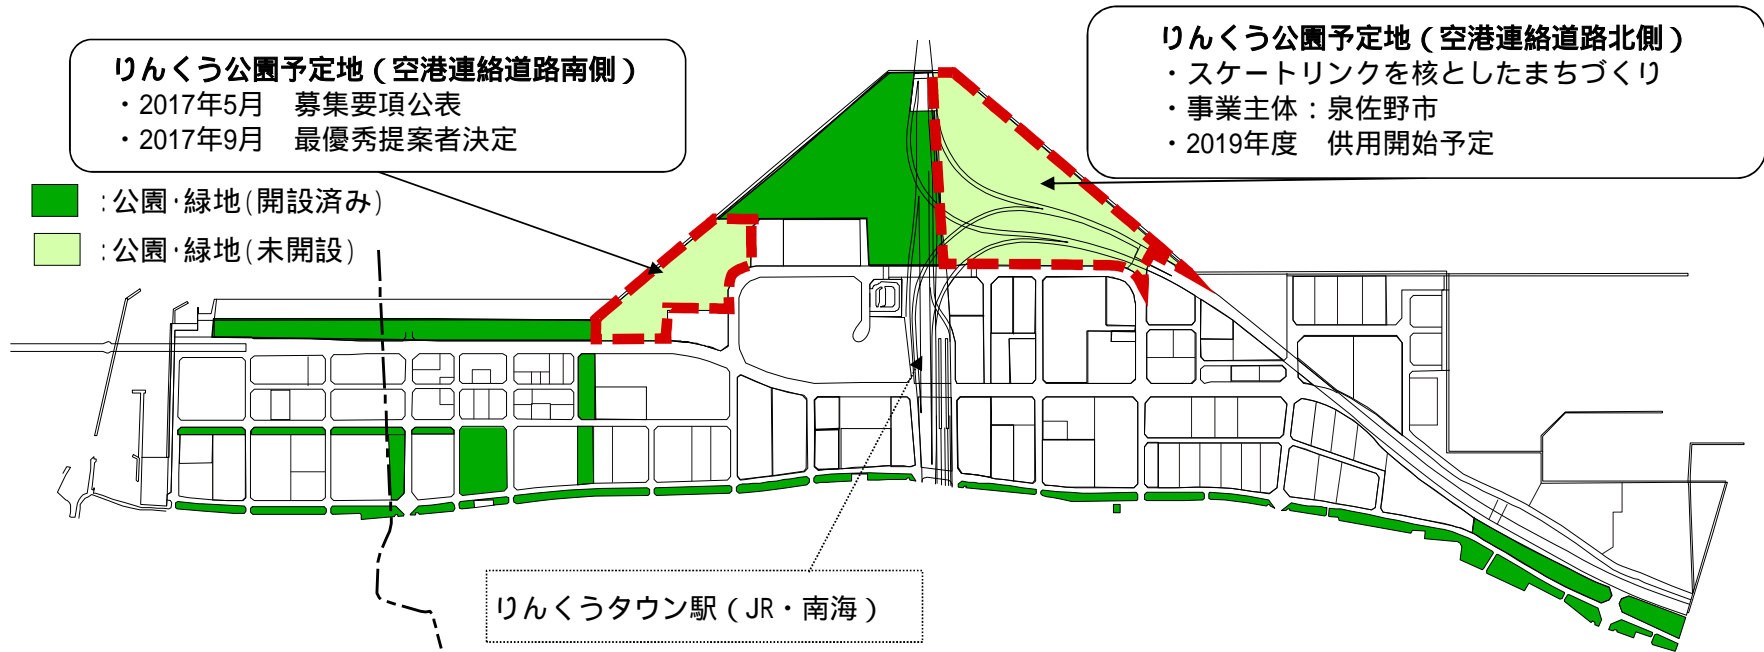 りんくう公園予定地（空港連絡道路南側）
・2017年5月　募集要項公表
・2017年9月　最優秀提案者決定
りんくう公園予定地（空港連絡道路北側）
・スケートリンクを核としたまちづくり
・事業主体：泉佐野市
・2019年度　供用開始予定
：公園・緑地（開設済み）
：公園・緑地（未開設）
りんくうタウン駅（JR・南海）